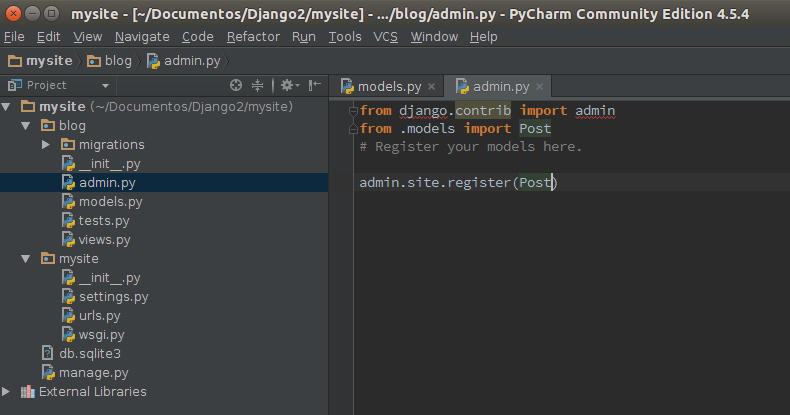 mysite - [~/Documentos/Django2/mysite] - .../blog/admin.py - PyCharm Community Edition 4.5.4
File Edit View Navigate Code Refactor Run Tools VCS Window Help
mysite blog admin.py
Project
mysite (~/Documentos/Django2/mysite)
blog
migrations
__init__.py
admin.py
models.py
tests.py
views.py
mysite
__init__.py
settings.py
urls.py
wsgi.py
db.sqlite3
manage.py
External Libraries
models.py admin.py
from django.contrib import admin
from .models import Post
# Register your models here.
admin.site.register(Post)